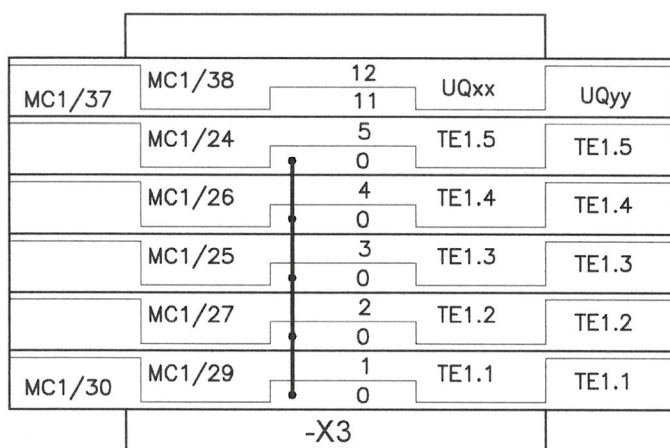 MC1/37 MC1/38 12 UQxx UQyy
11
MC1/24 5 TE1.5 TE1.5
0
MC1/26 4 TE1.4 TE1.4
0
MC1/25 3 TE1.3 TE1.3
0
MC1/27 2 TE1.2 TE1.2
0
MC1/30 MC1/29 1 TE1.1 TE1.1
0
-X3